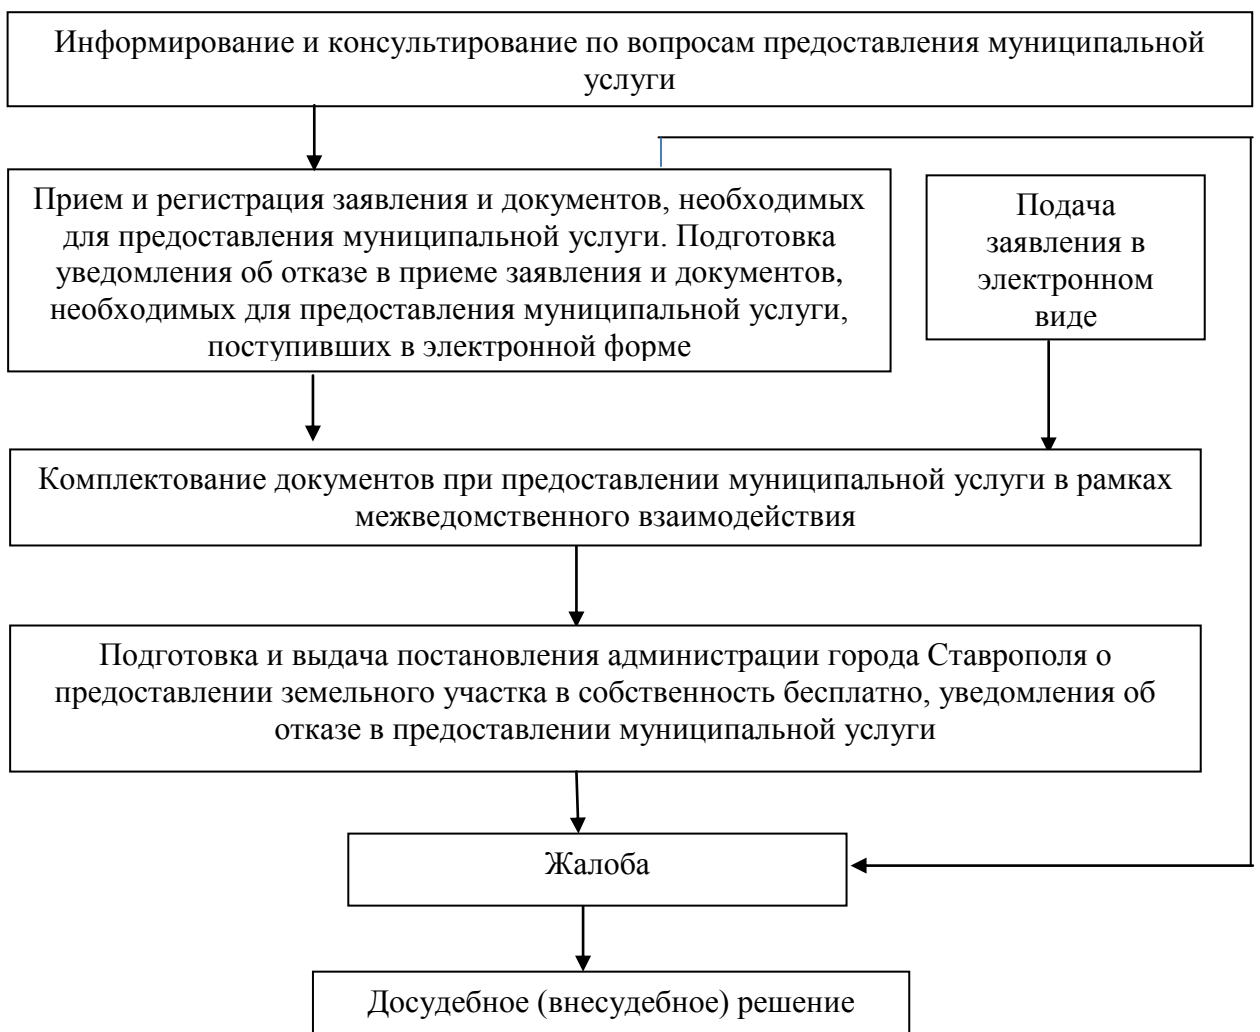 Информирование и консультирование по вопросам предоставления муниципальной
услуги
Прием и регистрация заявления и документов, необходимых
для предоставления муниципальной услуги. Подготовка
уведомления об отказе в приеме заявления и документов,
необходимых для предоставления муниципальной услуги,
поступивших в электронной форме
Подача
заявления в
электронном
виде
Комплектование документов при предоставлении муниципальной услуги в рамках
межведомственного взаимодействия
Подготовка и выдача постановления администрации города Ставрополя о
предоставлении земельного участка в собственность бесплатно, уведомления об
отказе в предоставлении муниципальной услуги
Жалоба
Досудебное (внесудебное) решение